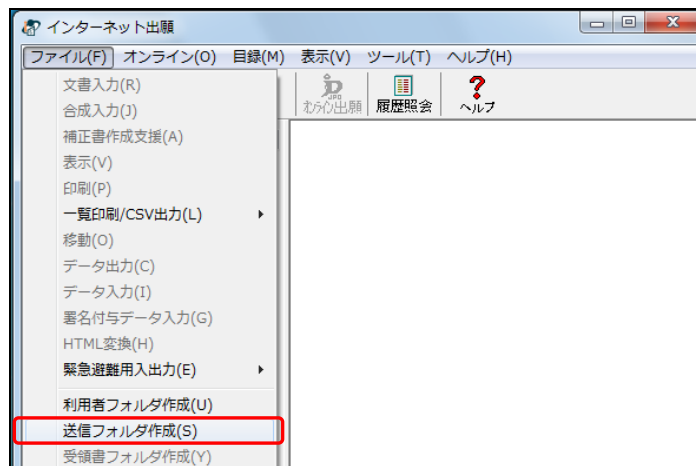 インターネット出願
ファイル(F) オンライン(O) 目録(M) 表示(V) ツール(T) ヘルプ(H)
文書入力(R)
合成入力(J)
補正書作成支援(A)
表示(V)
印刷(P)
一覧印刷/CSV出力(L)
移動(O)
データ出力(C)
データ入力(I)
署名付与データ入力(G)
HTML変換(H)
緊急避難用入出力(E)
利用者フォルダ作成(U)
送信フォルダ作成(S)
受領書フォルダ作成(Y)
JPO
オンライン出願 履歴照会 ヘルプ